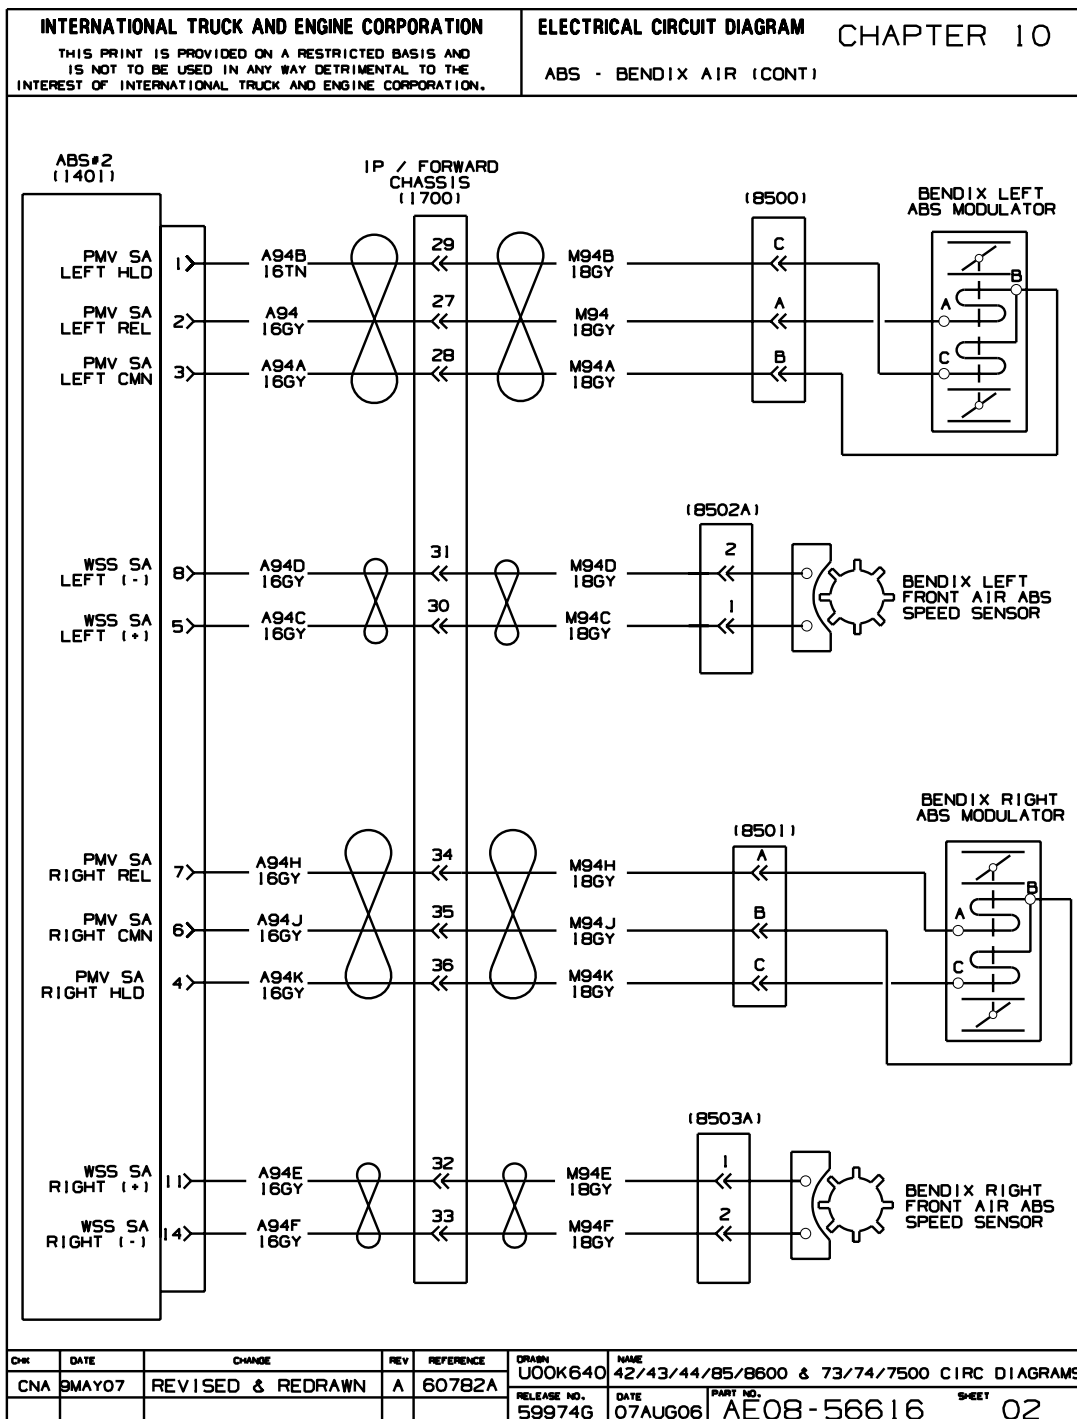 INTERNATIONAL TRUCK AND ENGINE CORPORATION
THIS PRINT IS PROVIDED ON A RESTRICTED BASIS AND
IS NOT TO BE USED IN ANY WAY DETRIMENTAL TO THE
INTEREST OF INTERNATIONAL TRUCK AND ENGINE CORPORATION.
ELECTRICAL CIRCUIT DIAGRAM
CHAPTER 10
ABS - BENDIX AIR (CONT)
ABS#2
(1401)
IP / FORWARD
CHASSIS
(1700)
(8500)
BENDIX LEFT
ABS MODULATOR
PMV SA
LEFT HLD
1
A94B
16TN
29
M94B
18GY
C
B
PMV SA
LEFT REL
2
A94
16GY
27
M94
18GY
A
A
PMV SA
LEFT CMN
3
A94A
16GY
28
M94A
18GY
B
C
(8502A)
WSS SA
LEFT (-)
8
A94D
16GY
31
M94D
18GY
2
WSS SA
LEFT (+)
5
A94C
16GY
30
M94C
18GY
1
BENDIX LEFT
FRONT AIR ABS
SPEED SENSOR
(8501)
BENDIX RIGHT
ABS MODULATOR
PMV SA
RIGHT REL
7
A94H
16GY
34
M94H
18GY
A
B
PMV SA
RIGHT CMN
6
A94J
16GY
35
M94J
18GY
B
A
PMV SA
RIGHT HLD
4
A94K
16GY
36
M94K
18GY
C
C
(8503A)
WSS SA
RIGHT (+)
11
A94E
16GY
32
M94E
18GY
1
WSS SA
RIGHT (-)
14
A94F
16GY
33
M94F
18GY
2
BENDIX RIGHT
FRONT AIR ABS
SPEED SENSOR
CHK DATE CHANGE REV REFERENCE
CNA 9MAY07 REVISED & REDRAWN A 60782A
DRAWN
U00K640
NAME
42/43/44/85/8600 & 73/74/7500 CIRC DIAGRAMS
RELEASE NO.
59974G
DATE
07AUG06
PART NO.
AE08-56616
SHEET
02